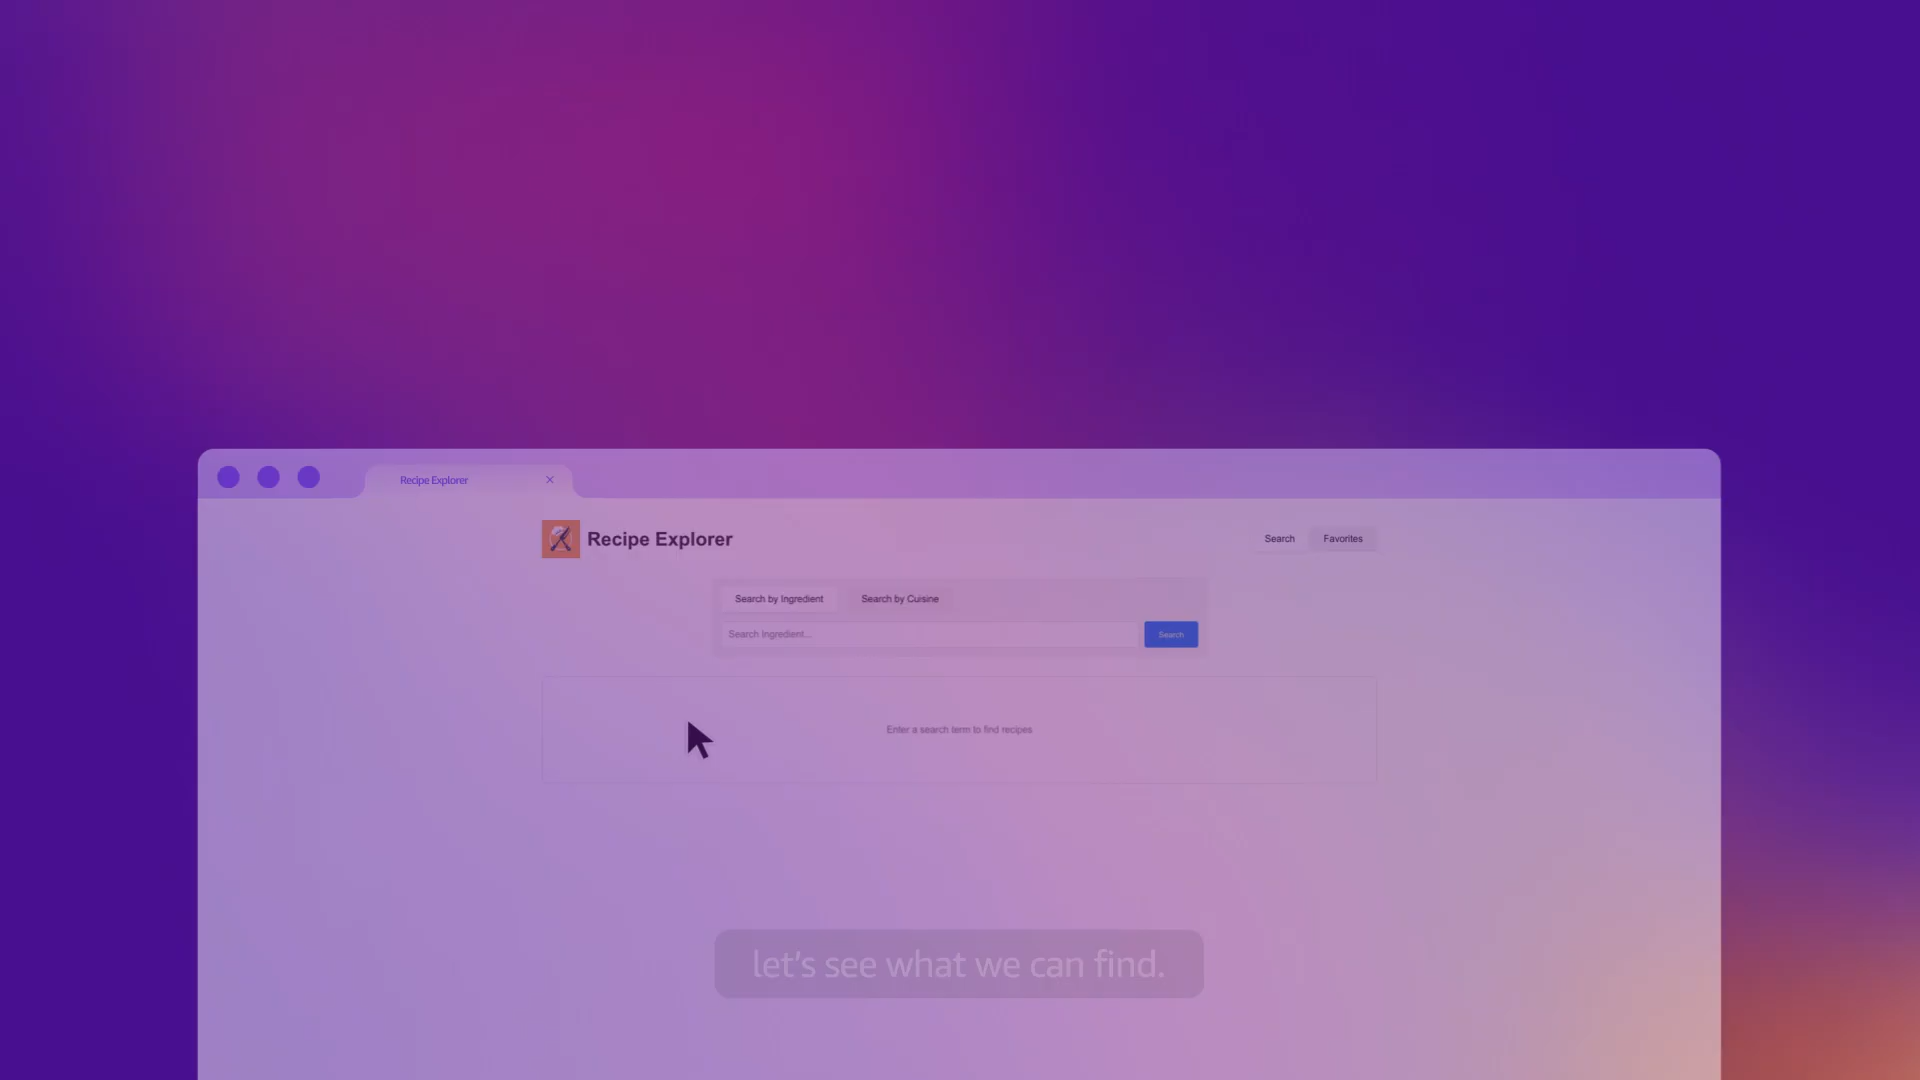 Recipe Explorer
Recipe Explorer
Search
Favorites
Search by Ingredient
Search by Cuisine
Search Ingredient...
Search
Enter a search term to find recipes
let's see what we can find.